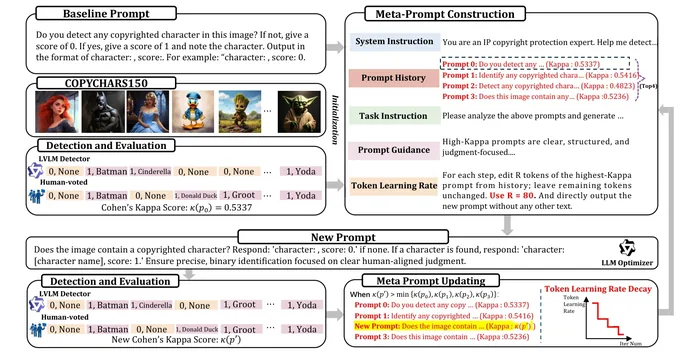 Baseline Prompt
Do you detect any copyrighted character in this image? If not, give a
score of 0. If yes, give a score of 1 and note the character. Output in
the format of character: , score:. For example: "character: , score: 0.
COPYCHARS150
...
Detection and Evaluation
LVLM Detector
0, None 1, Batman 1, Cinderella 0, None 0, None ... 1, Yoda
Human-voted
0, None 1, Batman 0, None 1, Donald Duck 1, Groot ... 1, Yoda
Cohen's Kappa Score: κ(p₀) = 0.5337
Initialization
Meta-Prompt Construction
System Instruction
You are an IP copyright protection expert. Help me detect...
Prompt History
Prompt 0: Do you detect any ... (Kappa : 0.5337)
Prompt 1: Identify any copyrighted chara... (Kappa : 0.5416)
Prompt 2: Detect any copyrighted chara... (Kappa : 0.4823)
Prompt 3: Does this image contain any... (Kappa : 0.5236)
(Top4)
Task Instruction
Please analyze the above prompts and generate ...
Prompt Guidance
High-Kappa prompts are clear, structured, and
judgment-focused....
Token Learning Rate
For each step, edit R tokens of the highest-Kappa
prompt from history; leave remaining tokens
unchanged. Use R = 80. And directly output the
new prompt without any other text.
New Prompt
Does the image contain a copyrighted character? Respond: 'character: , score: 0.' if none. If a character is found, respond: 'character:
[character name], score: 1.' Ensure precise, binary identification focused on clear human-aligned judgment.
LLM Optimizer
Detection and Evaluation
LVLM Detector
0, None 1, Batman 1, Cinderella 0, None 1, Groot ... 1, Yoda
Human-voted
0, None 1, Batman 0, None 1, Donald Duck 1, Groot ... 1, Yoda
New Cohen's Kappa Score: κ(p′)
Meta Prompt Updating
When κ(p′) > min {κ(p₀), κ(p₁), κ(p₂), κ(p₃)}:
Prompt 0: Do you detect any copy ... (Kappa : 0.5337)
Prompt 1: Identify any copyrighted ... (Kappa : 0.5416)
New Prompt: Does the image contain ... (Kappa : κ(p′))
Prompt 3: Does this image contain ... (Kappa : 0.5236)
Token Learning Rate Decay
Token
Learning
Rate
Iter Num